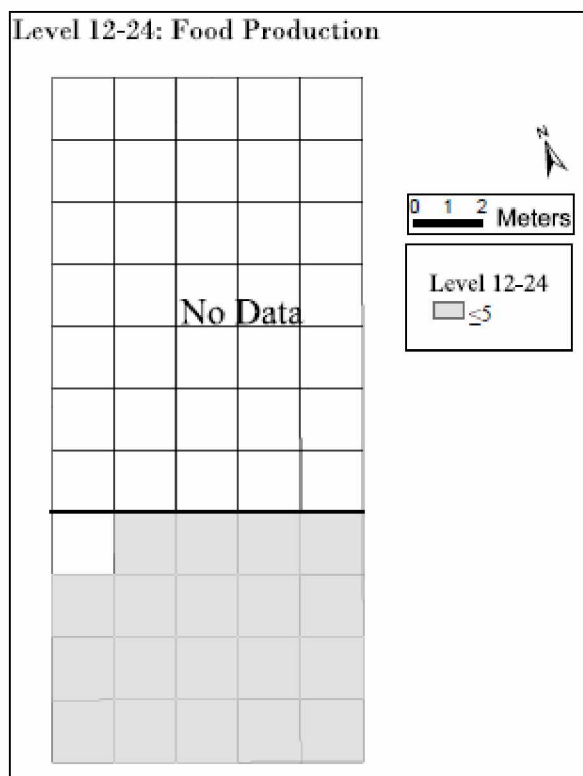 Level 12-24: Food Production
N
0 1 2 Meters
Level 12-24
≤5
No Data